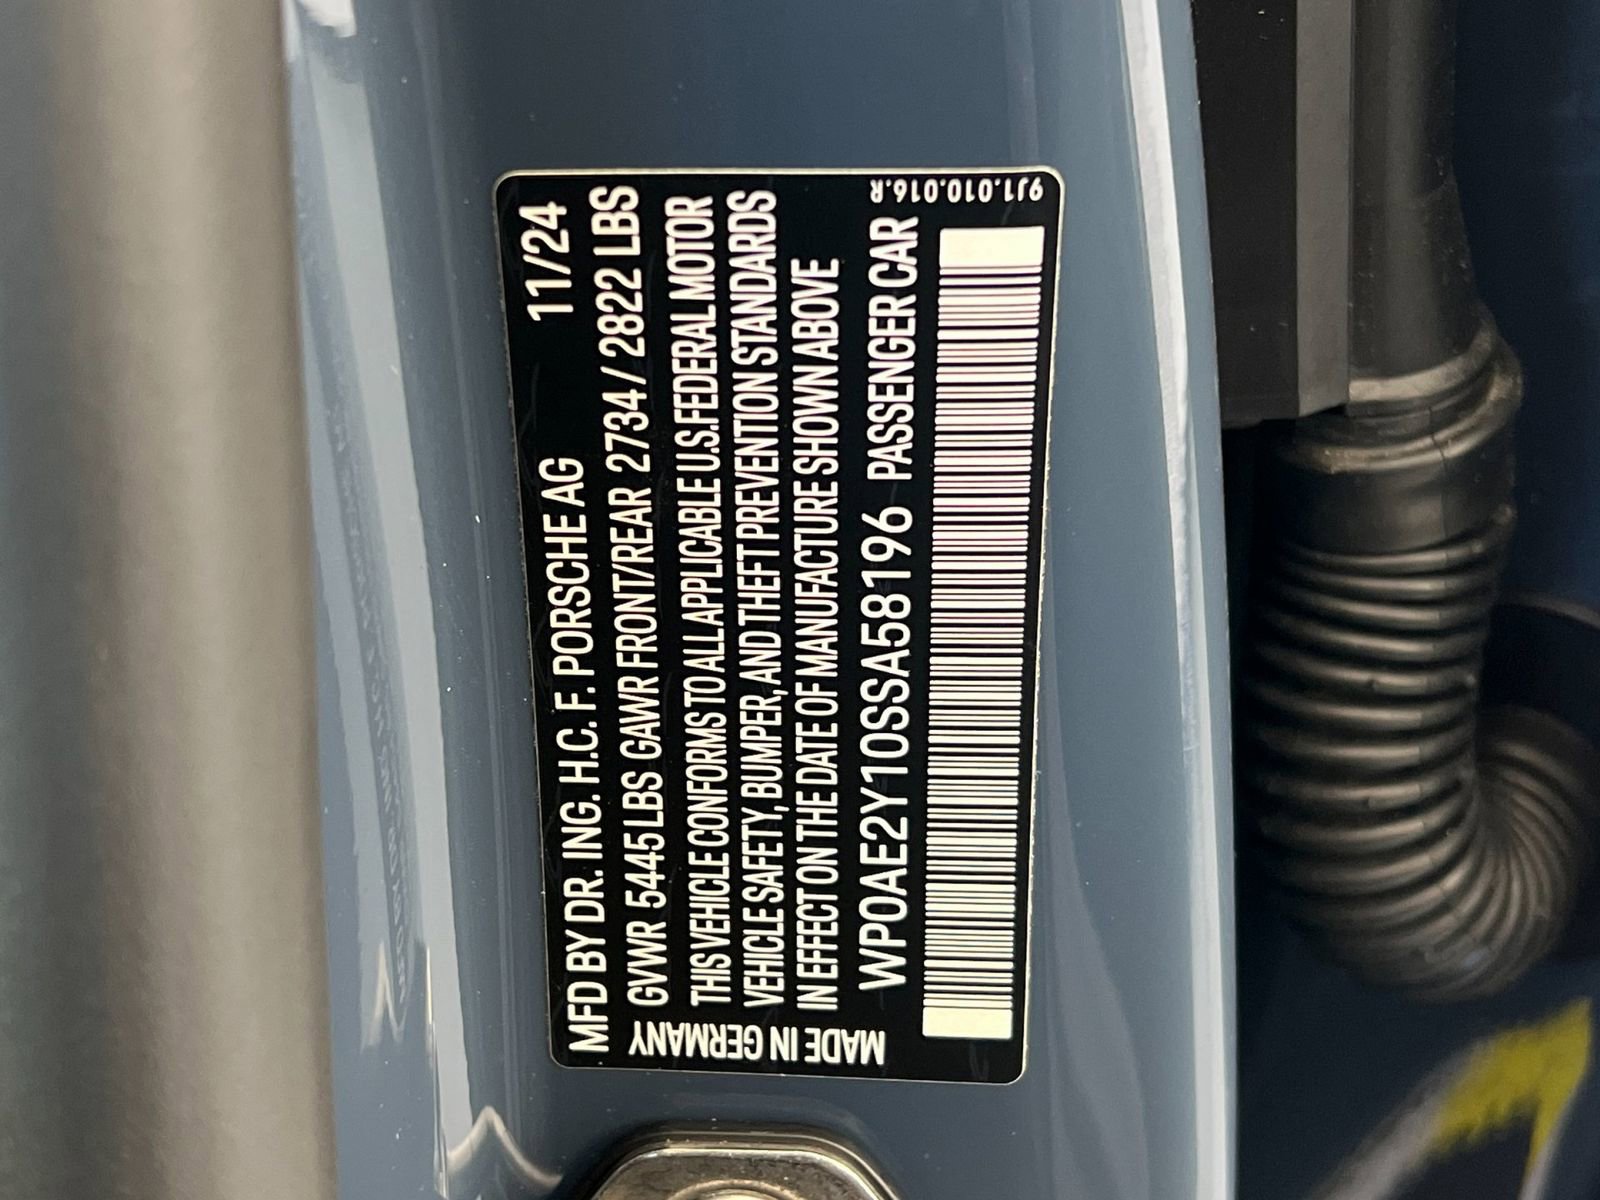 MFD BY DR. ING. H.C. F. PORSCHE AG 11/24
GVWR 5445 LBS GAWR FRONT/REAR 2734 / 2822 LBS
THIS VEHICLE CONFORMS TO ALL APPLICABLE U.S. FEDERAL MOTOR
VEHICLE SAFETY, BUMPER, AND THEFT PREVENTION STANDARDS
IN EFFECT ON THE DATE OF MANUFACTURE SHOWN ABOVE
WP0AE2Y10SSA58196 PASSENGER CAR
MADE IN GERMANY
9J1.010.016.R